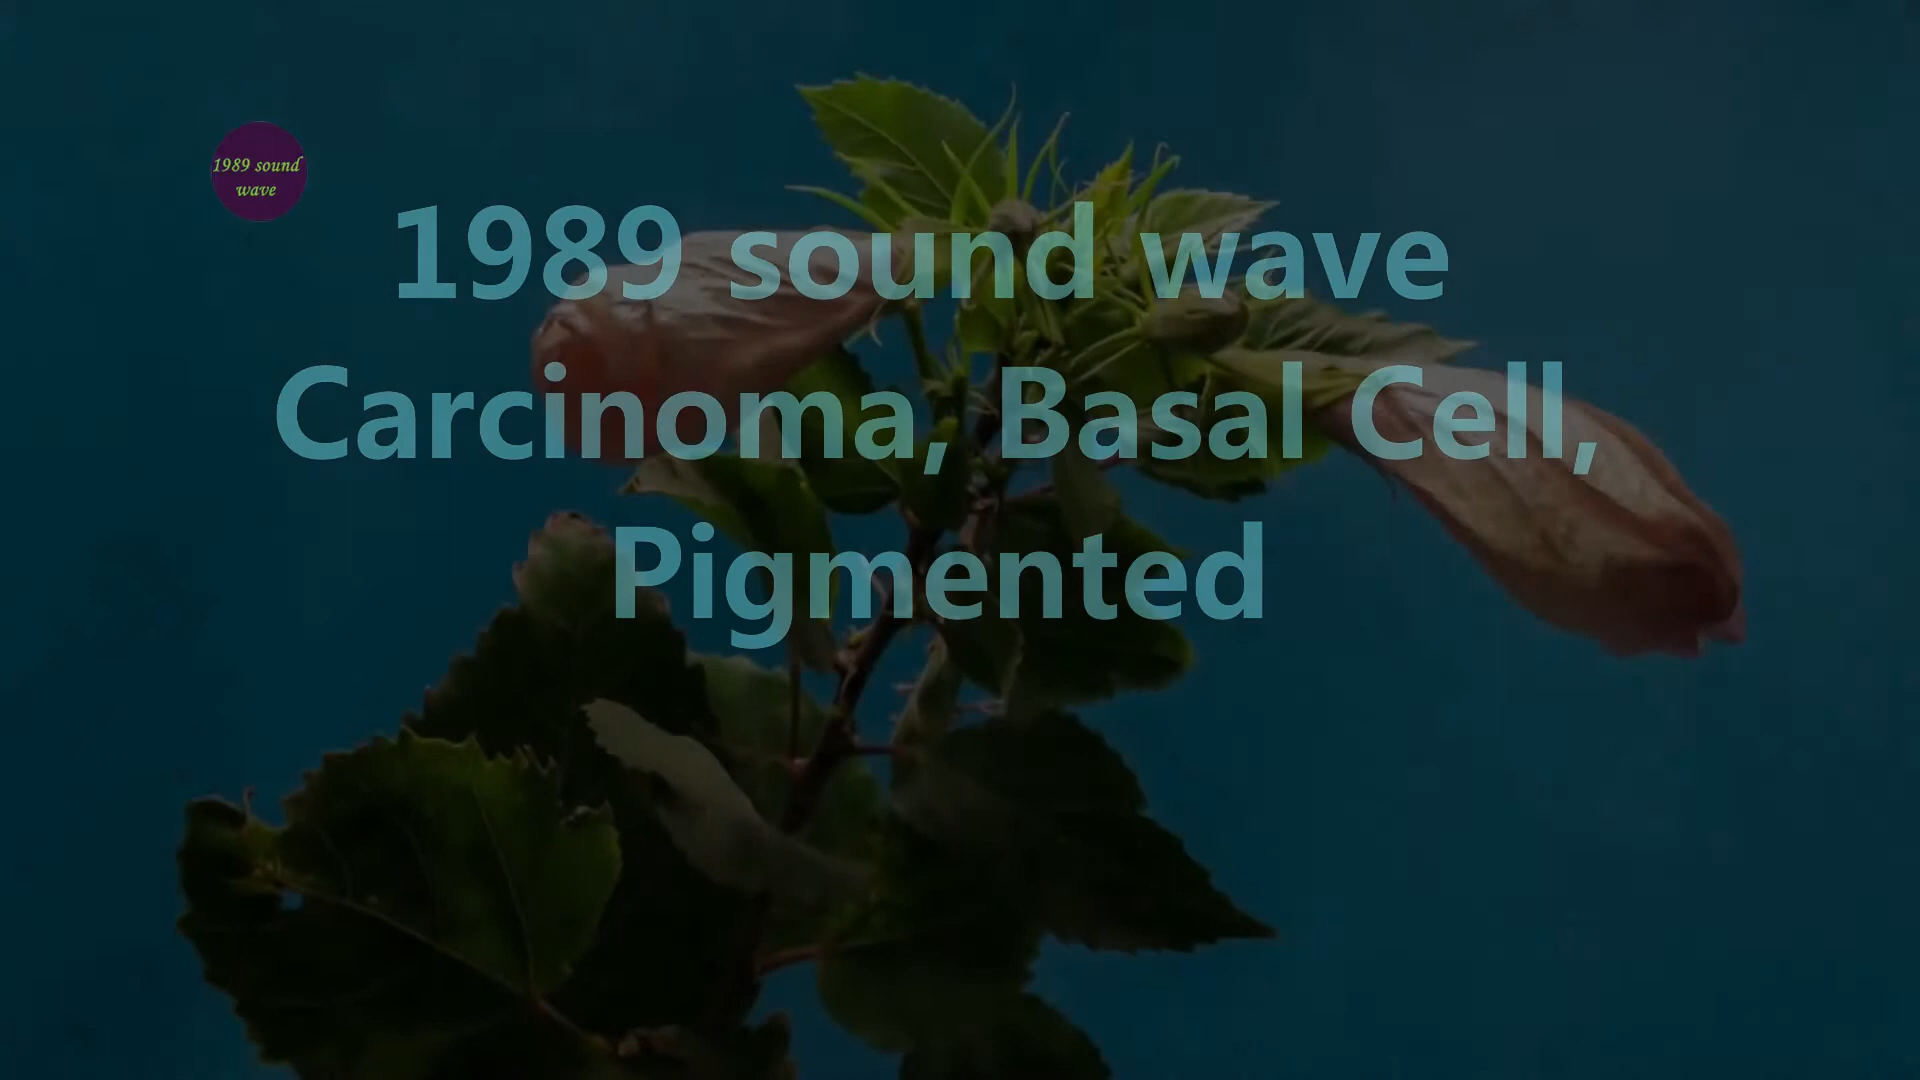 1989 sound
wave
1989 sound wave
Carcinoma, Basal Cell,
Pigmented